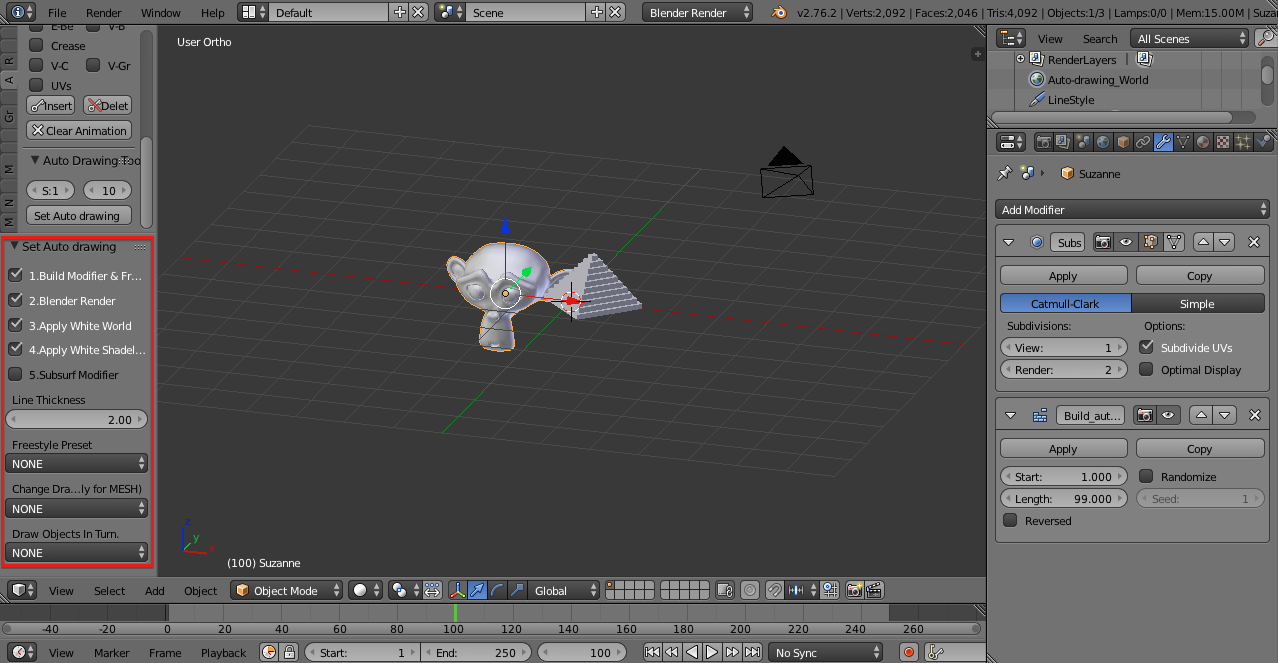 File Render Window Help Default Scene Blender Render v2.76.2 | Verts:2,092 | Faces:2,046 | Tris:4,092 | Objects:1/3 | Lamps:0/0 | Mem:15.00M | Suza
E-Be V-B
Crease
V-C V-Gr
UVs
Insert Delet
Clear Animation
Auto Drawing
S:1 10
Set Auto drawing
R
A
Gr
M
N
M
Set Auto drawing
1.Build Modifier & Fr...
2.Blender Render
3.Apply White World
4.Apply White Shadel...
5.Subsurf Modifier
Line Thickness
2.00
Freestyle Preset
NONE
Change Dra...ly for MESH)
NONE
Draw Objects In Turn.
NONE
User Ortho
z
y
x
(100) Suzanne
View Select Add Object Object Mode Global
-40 -20 0 20 40 60 80 100 120 140 160 180 200 220 240 260
View Marker Frame Playback Start: 1 End: 250 100 No Sync
View Search All Scenes
RenderLayers |
Auto-drawing_World
LineStyle
Suzanne
Add Modifier
Subs
Apply Copy
Catmull-Clark Simple
Subdivisions: Options:
View: 1 Subdivide UVs
Render: 2 Optimal Display
Build_aut...
Apply Copy
Start: 1.000 Randomize
Length: 99.000 Seed: 1
Reversed